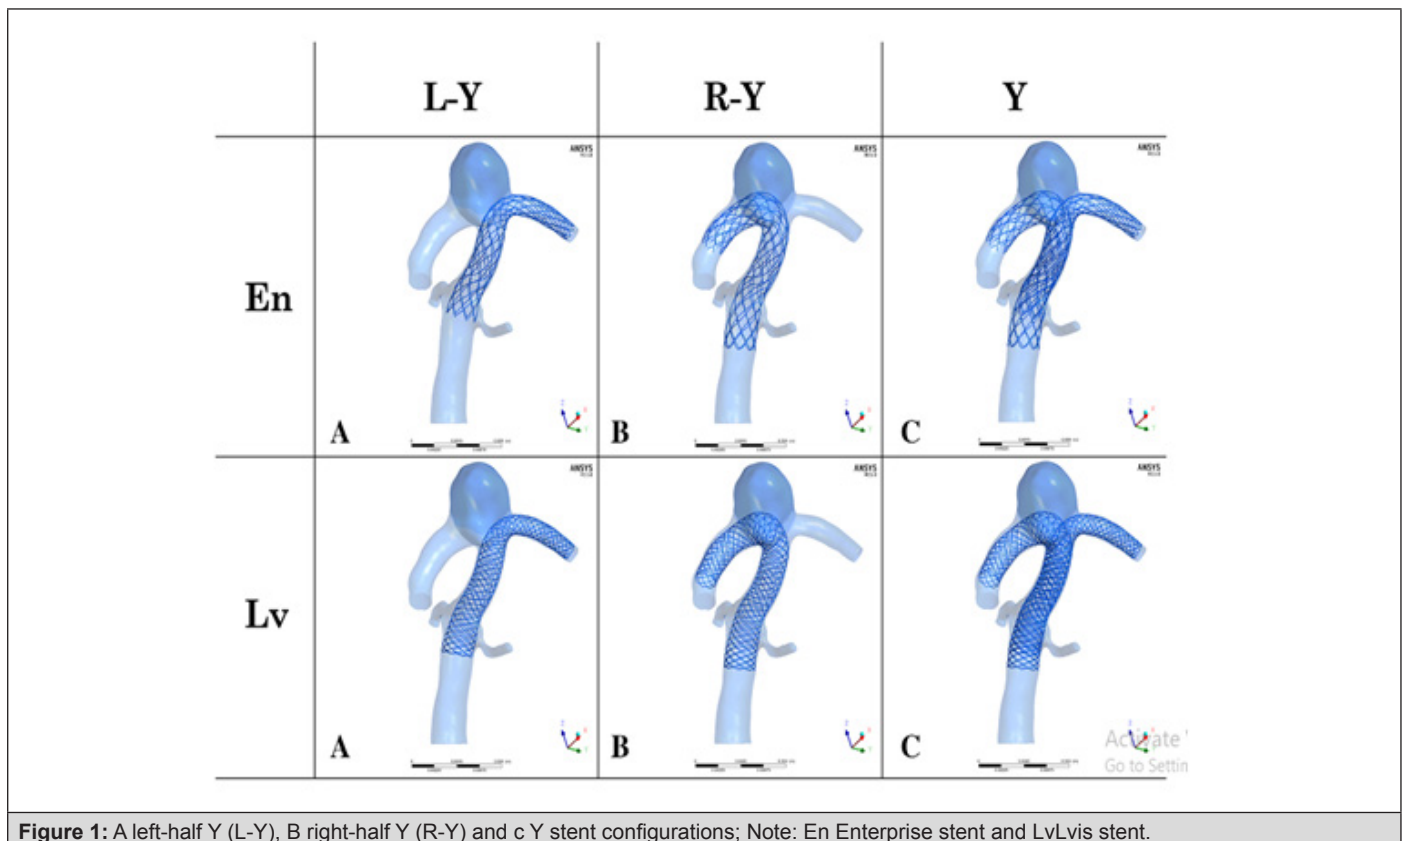 L-Y R-Y Y
En
ANSYS ANSYS ANSYS
A B C
Lv
ANSYS ANSYS ANSYS
A B C
Activate
Go to Settin
Figure 1: A left-half Y (L-Y), B right-half Y (R-Y) and c Y stent configurations; Note: En Enterprise stent and LvLvis stent.